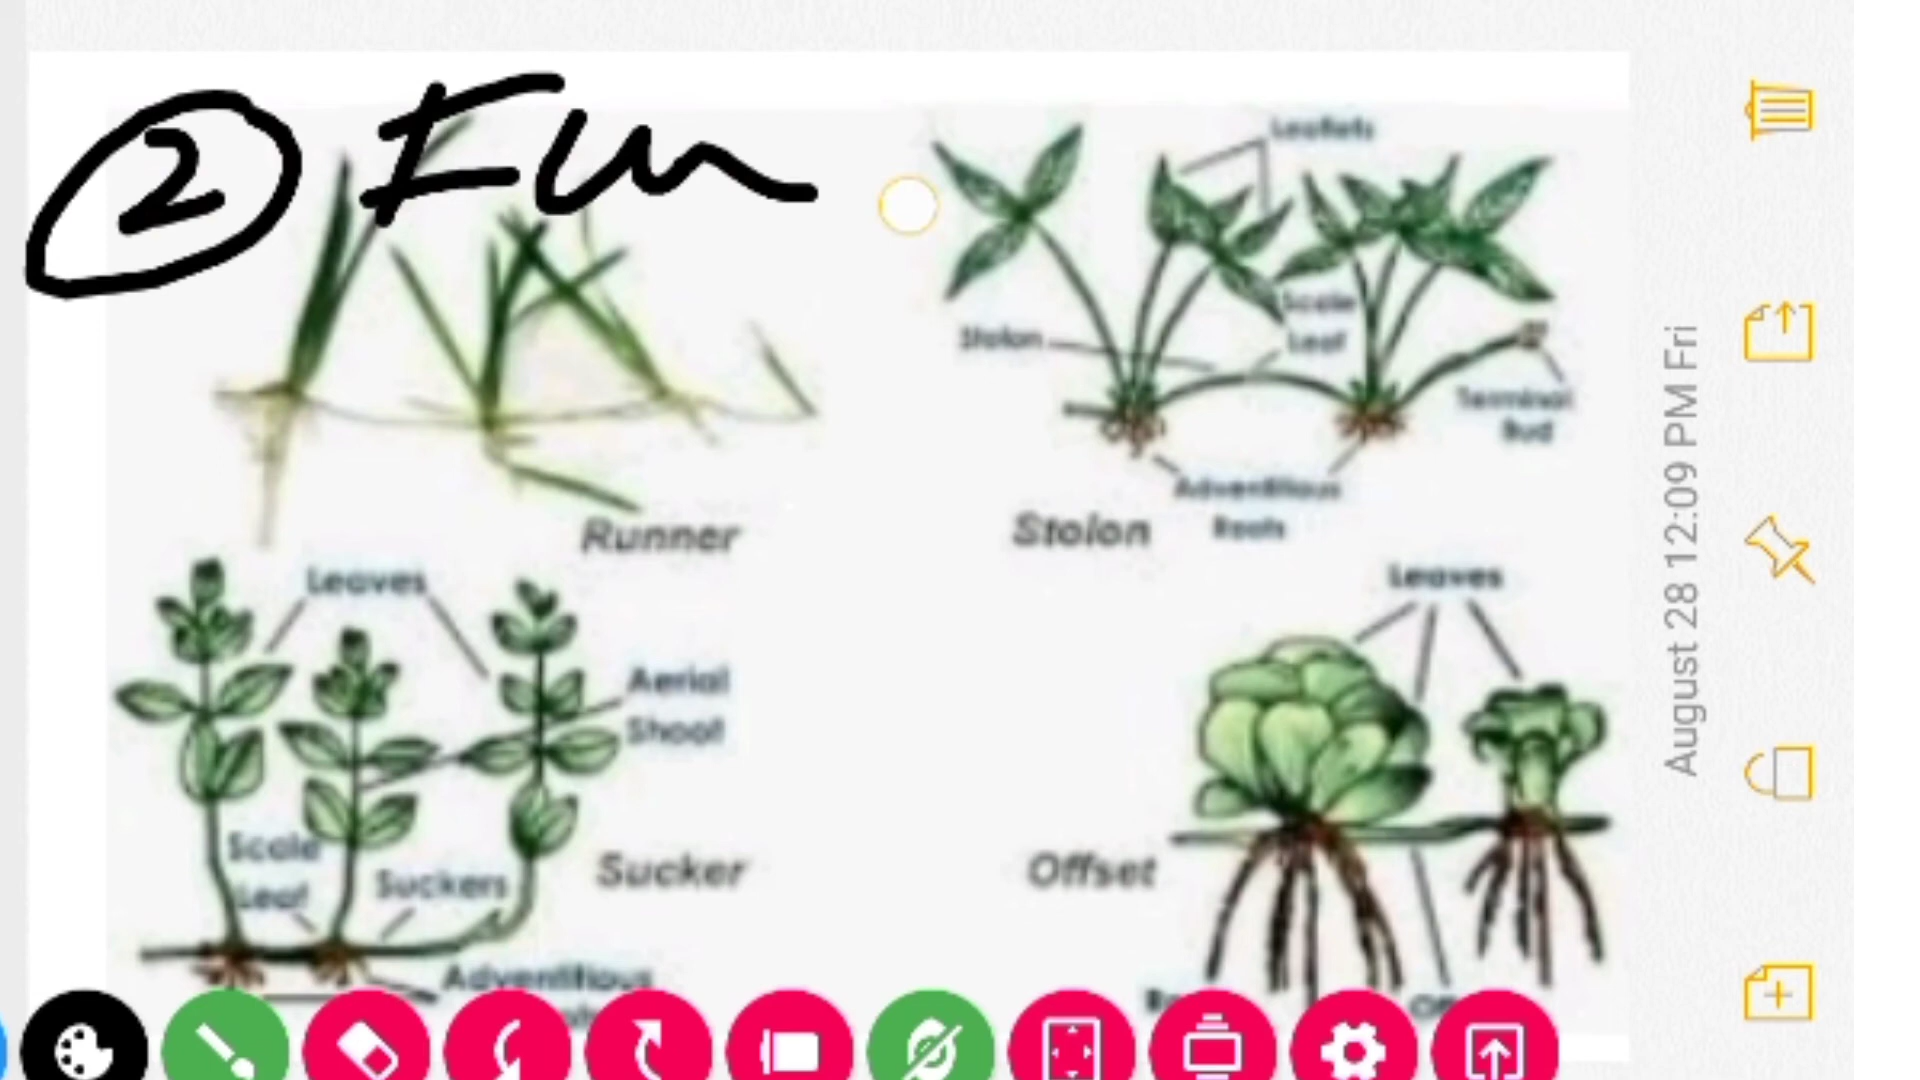 ② Fun
Leaflets
Scale
Leaf
Stolon
Terminal
Bud
Adventitious
Roots
Runner
Stolon
Leaves
Aerial
Shoot
Scale
Leaf
Suckers
Sucker
Adventitious
Leaves
Offset
August 28 12:09 PM Fri